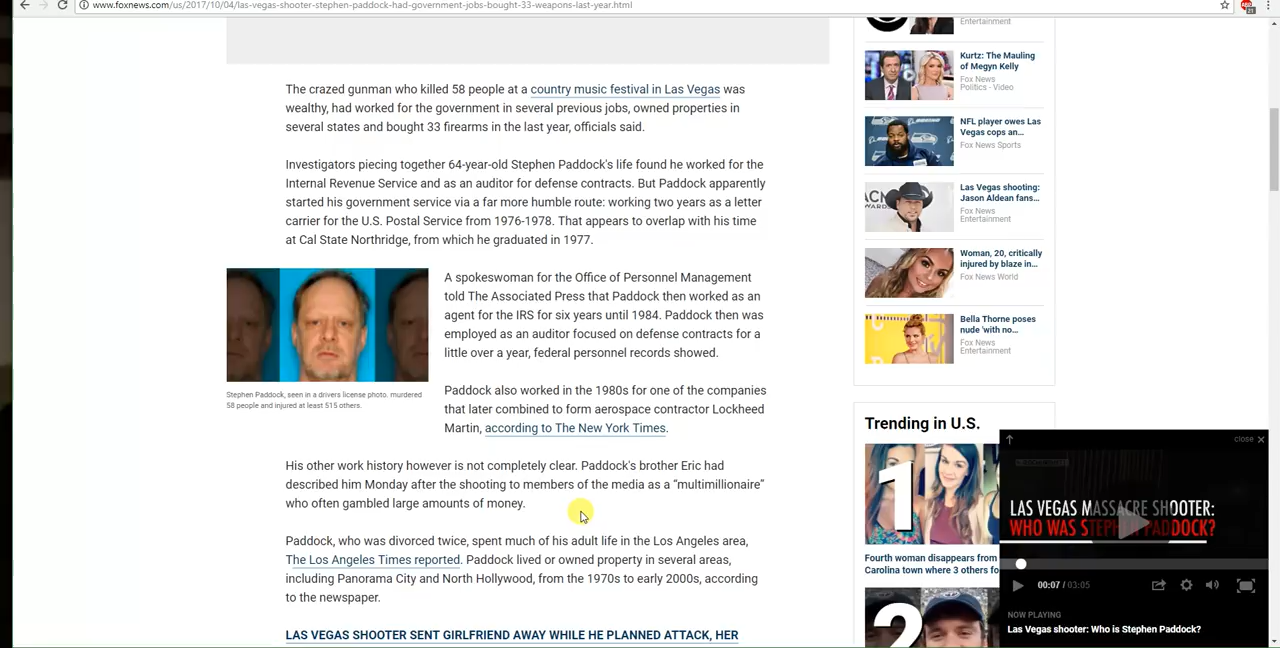 www.foxnews.com/us/2017/10/04/las-vegas-shooter-stephen-paddock-had-government-jobs-bought-33-weapons-last-year.html
The crazed gunman who killed 58 people at a country music festival in Las Vegas was
wealthy, had worked for the government in several previous jobs, owned properties in
several states and bought 33 firearms in the last year, officials said.
Investigators piecing together 64-year-old Stephen Paddock's life found he worked for the
Internal Revenue Service and as an auditor for defense contracts. But Paddock apparently
started his government service via a far more humble route: working two years as a letter
carrier for the U.S. Postal Service from 1976-1978. That appears to overlap with his time
at Cal State Northridge, from which he graduated in 1977.
A spokeswoman for the Office of Personnel Management
told The Associated Press that Paddock then worked as an
agent for the IRS for six years until 1984. Paddock then was
employed as an auditor focused on defense contracts for a
little over a year, federal personnel records showed.
Stephen Paddock, seen in a drivers license photo. murdered
58 people and injured at least 515 others.
Paddock also worked in the 1980s for one of the companies
that later combined to form aerospace contractor Lockheed
Martin, according to The New York Times.
His other work history however is not completely clear. Paddock's brother Eric had
described him Monday after the shooting to members of the media as a “multimillionaire”
who often gambled large amounts of money.
Paddock, who was divorced twice, spent much of his adult life in the Los Angeles area,
The Los Angeles Times reported. Paddock lived or owned property in several areas,
including Panorama City and North Hollywood, from the 1970s to early 2000s, according
to the newspaper.
LAS VEGAS SHOOTER SENT GIRLFRIEND AWAY WHILE HE PLANNED ATTACK, HER
Entertainment
Kurtz: The Mauling
of Megyn Kelly
Fox News
Politics - Video
NFL player owes Las
Vegas cops an...
Fox News Sports
Las Vegas shooting:
Jason Aldean fans...
Fox News
Entertainment
Woman, 20, critically
injured by blaze in...
Fox News World
Bella Thorne poses
nude 'with no...
Fox News
Entertainment
Trending in U.S.
1
Fourth woman disappears from
Carolina town where 3 others fo
2
close
LAS VEGAS MASSACRE SHOOTER:
WHO WAS STEPHEN PADDOCK?
00:07 / 03:05
NOW PLAYING
Las Vegas shooter: Who is Stephen Paddock?